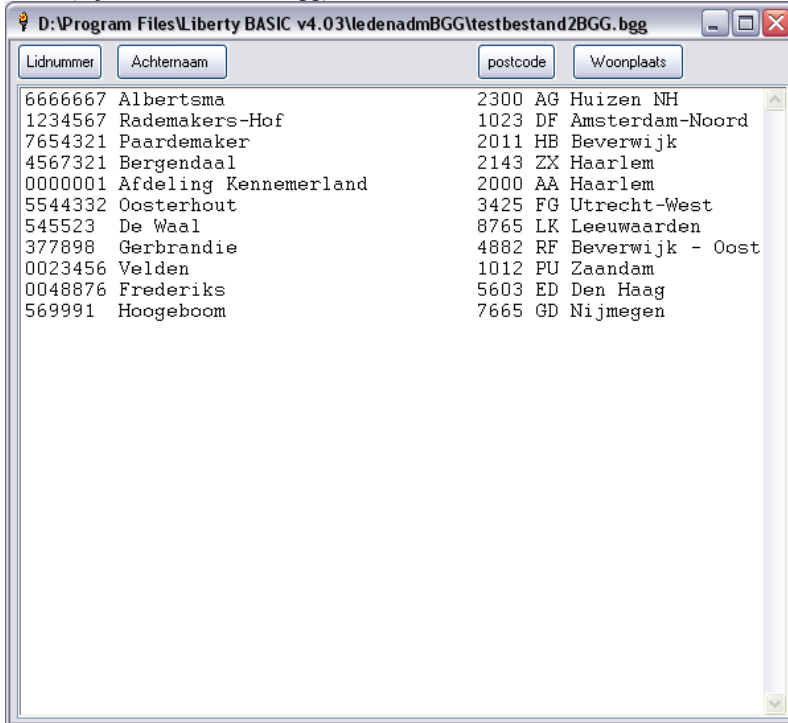 D:\Program Files\Liberty BASIC v4.03\ledenadmBGG\testbestand2BGG.bgg
Lidnummer Achternaam postcode Woonplaats
6666667 Albertsma 2300 AG Huizen NH
1234567 Rademakers-Hof 1023 DF Amsterdam-Noord
7654321 Paardemaker 2011 HB Beverwijk
4567321 Bergendaal 2143 ZX Haarlem
0000001 Afdeling Kennemerland 2000 AA Haarlem
5544332 Oosterhout 3425 FG Utrecht-West
545523 De Waal 8765 LK Leeuwaarden
377898 Gerbrandie 4882 RF Beverwijk - Oost
0023456 Velden 1012 PU Zaandam
0048876 Frederiks 5603 ED Den Haag
569991 Hoogeboom 7665 GD Nijmegen